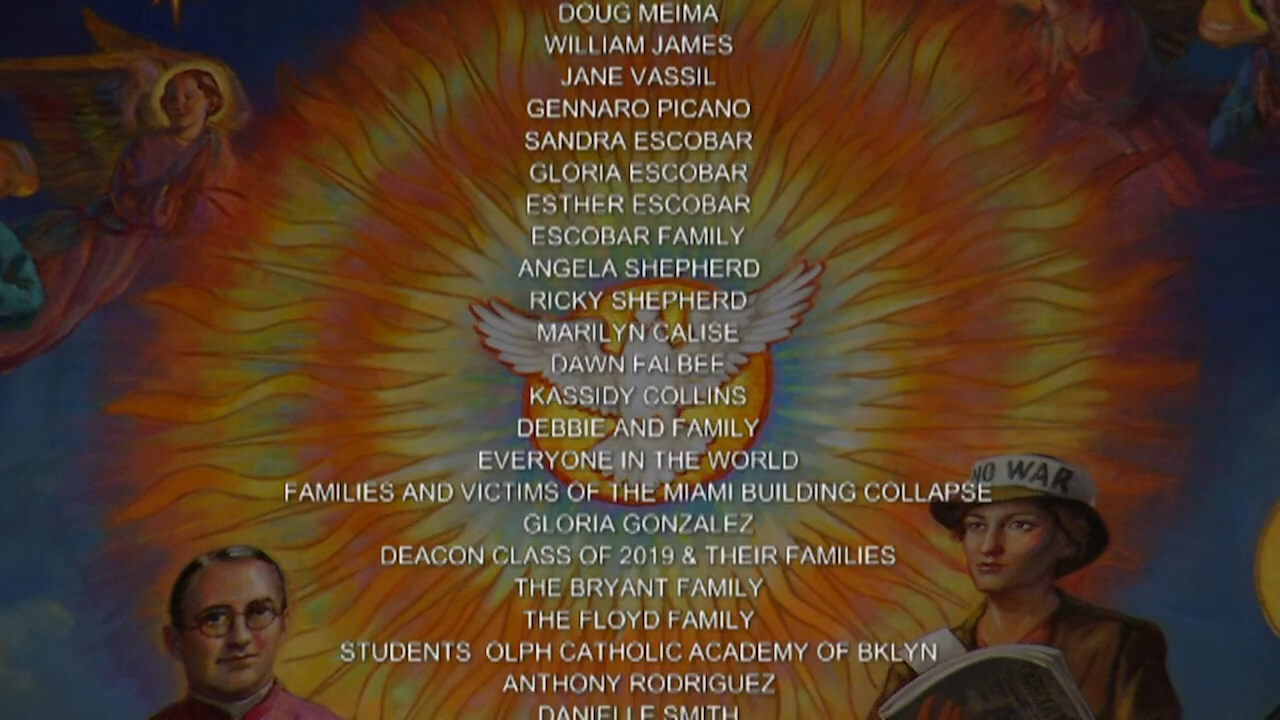 DOUG MEIMA
WILLIAM JAMES
JANE VASSIL
GENNARO PICANO
SANDRA ESCOBAR
GLORIA ESCOBAR
ESTHER ESCOBAR
ESCOBAR FAMILY
ANGELA SHEPHERD
RICKY SHEPHERD
MARILYN CALISE
DAWN FALBEE
KASSIDY COLLINS
DEBBIE AND FAMILY
EVERYONE IN THE WORLD
NO WAR
FAMILIES AND VICTIMS OF THE MIAMI BUILDING COLLAPSE
GLORIA GONZALEZ
DEACON CLASS OF 2019 & THEIR FAMILIES
THE BRYANT FAMILY
THE FLOYD FAMILY
STUDENTS  OLPH CATHOLIC ACADEMY OF BKLYN
ANTHONY RODRIGUEZ
DANIELLE SMITH